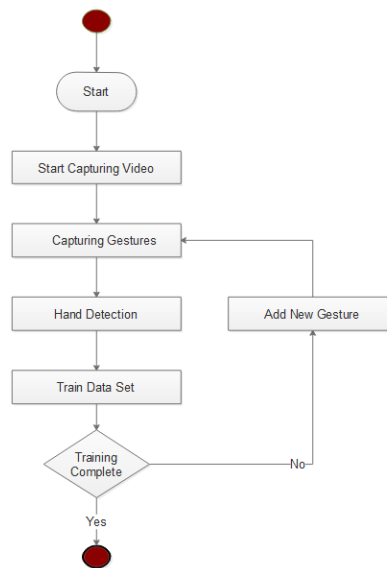 Start
Start Capturing Video
Capturing Gestures
Hand Detection
Add New Gesture
Train Data Set
Training
Complete
No
Yes